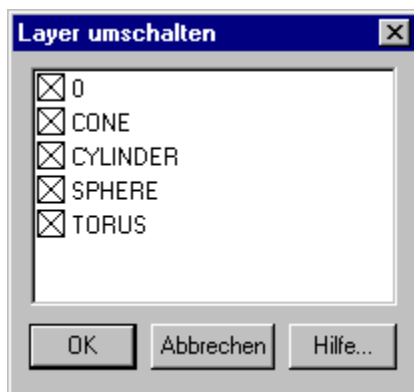 Layer umschalten
0
CONE
CYLINDER
SPHERE
TORUS
OK Abbrechen Hilfe...